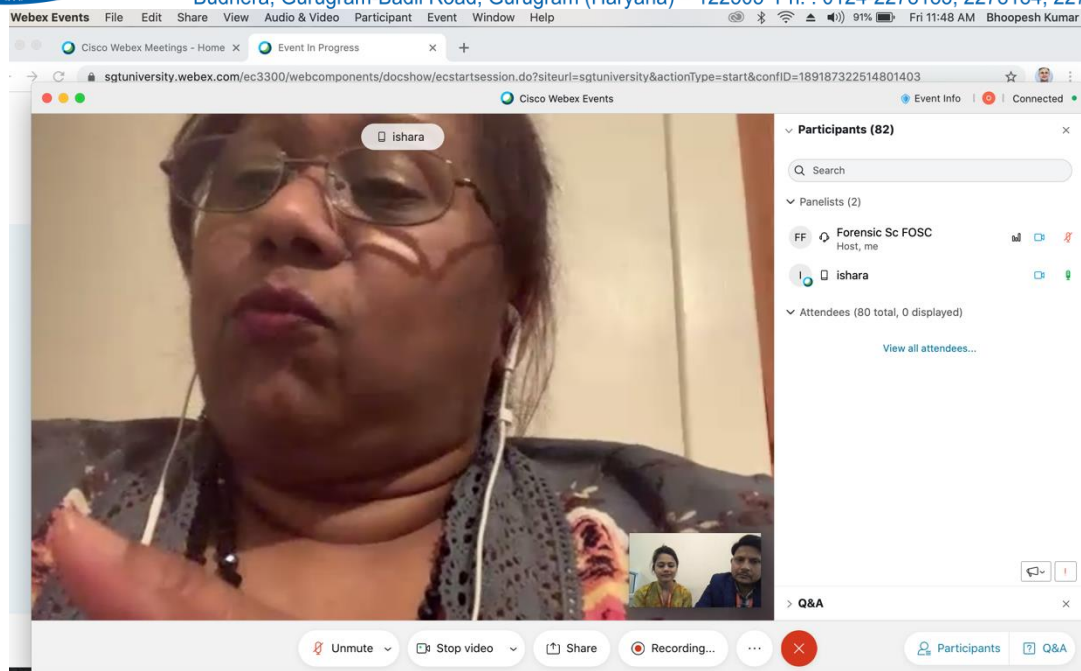 Budhera, Gurugram-Badli Road, Gurugram (Haryana) – 122505 Ph. : 0124-2278183,
Webex Events File Edit Share View Audio & Video Participant Event Window Help 91% Fri 11:48 AM Bhoopesh Kumar
Cisco Webex Meetings - Home × Event In Progress × +
sgtuniversity.webex.com/ec3300/webcomponents/docshow/ecstartsession.do?siteurl=sgtuniversity&actionType=start&confID=189187322514801403
Cisco Webex Events Event Info Connected
ishara
Participants (82) ×
Search
Panelists (2)
FF Forensic Sc FOSC
Host, me
I ishara
Attendees (80 total, 0 displayed)
View all attendees...
Q&A ×
Unmute Stop video Share Recording... ... Participants Q&A